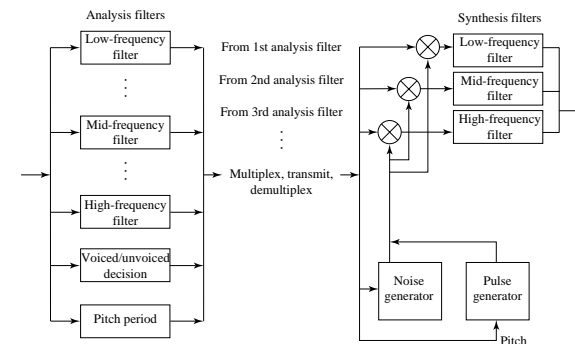 Analysis filters
Low-frequency
filter
Mid-frequency
filter
High-frequency
filter
Voiced/unvoiced
decision
Pitch period
From 1st analysis filter
From 2nd analysis filter
From 3rd analysis filter
Multiplex, transmit,
demultiplex
Synthesis filters
Low-frequency
filter
Mid-frequency
filter
High-frequency
filter
Noise
generator
Pulse
generator
Pitch